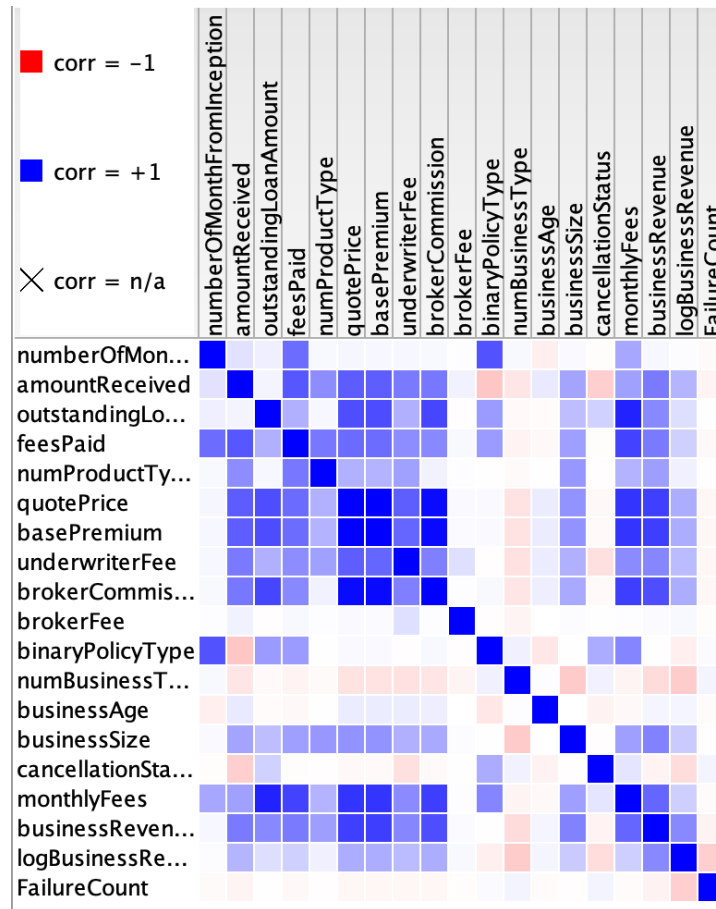 corr = -1
corr = +1
corr = n/a
numberOfMonthFromInception
amountReceived
outstandingLoanAmount
feesPaid
numProductType
quotePrice
basePremium
underwriterFee
brokerCommission
brokerFee
binaryPolicyType
numBusinessType
businessAge
businessSize
cancellationStatus
monthlyFees
businessRevenue
logBusinessRevenue
FailureCount
numberOfMon...
amountReceived
outstandingLo...
feesPaid
numProductTy...
quotePrice
basePremium
underwriterFee
brokerCommis...
brokerFee
binaryPolicyType
numBusinessT...
businessAge
businessSize
cancellationSta...
monthlyFees
businessReven...
logBusinessRe...
FailureCount